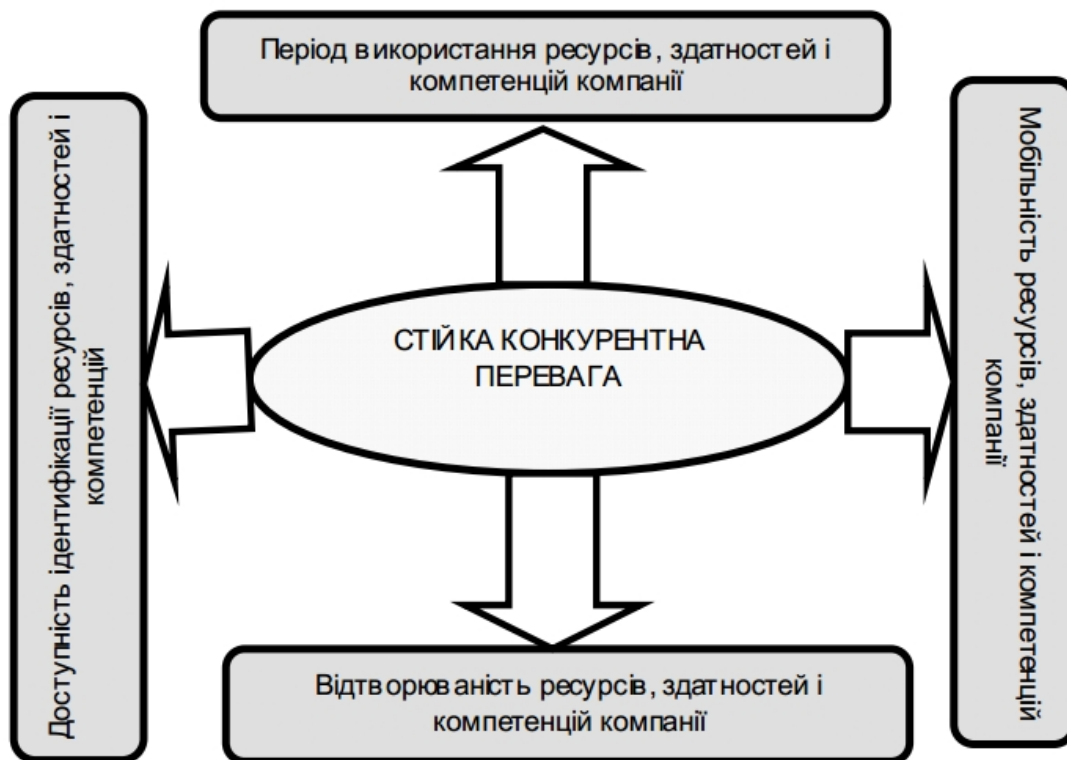 Період використання ресурсів, здатностей і
компетенцій компанії
Доступність ідентифікації ресурсів, здатностей і
компетенцій
СТІЙКА КОНКУРЕНТНА
ПЕРЕВАГА
Мобільність ресурсів, здатностей і компетенцій
компанії
Відтворюваність ресурсів, здатностей і
компетенцій компанії